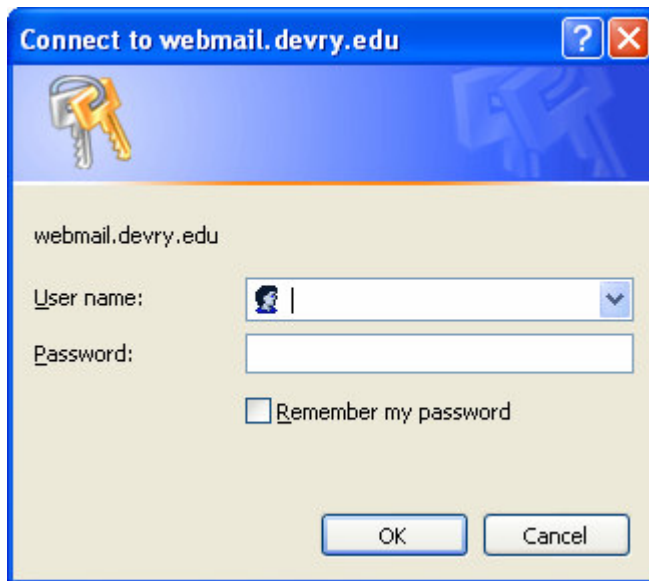 Connect to webmail.devry.edu
webmail.devry.edu
User name:
Password:
Remember my password
OK Cancel